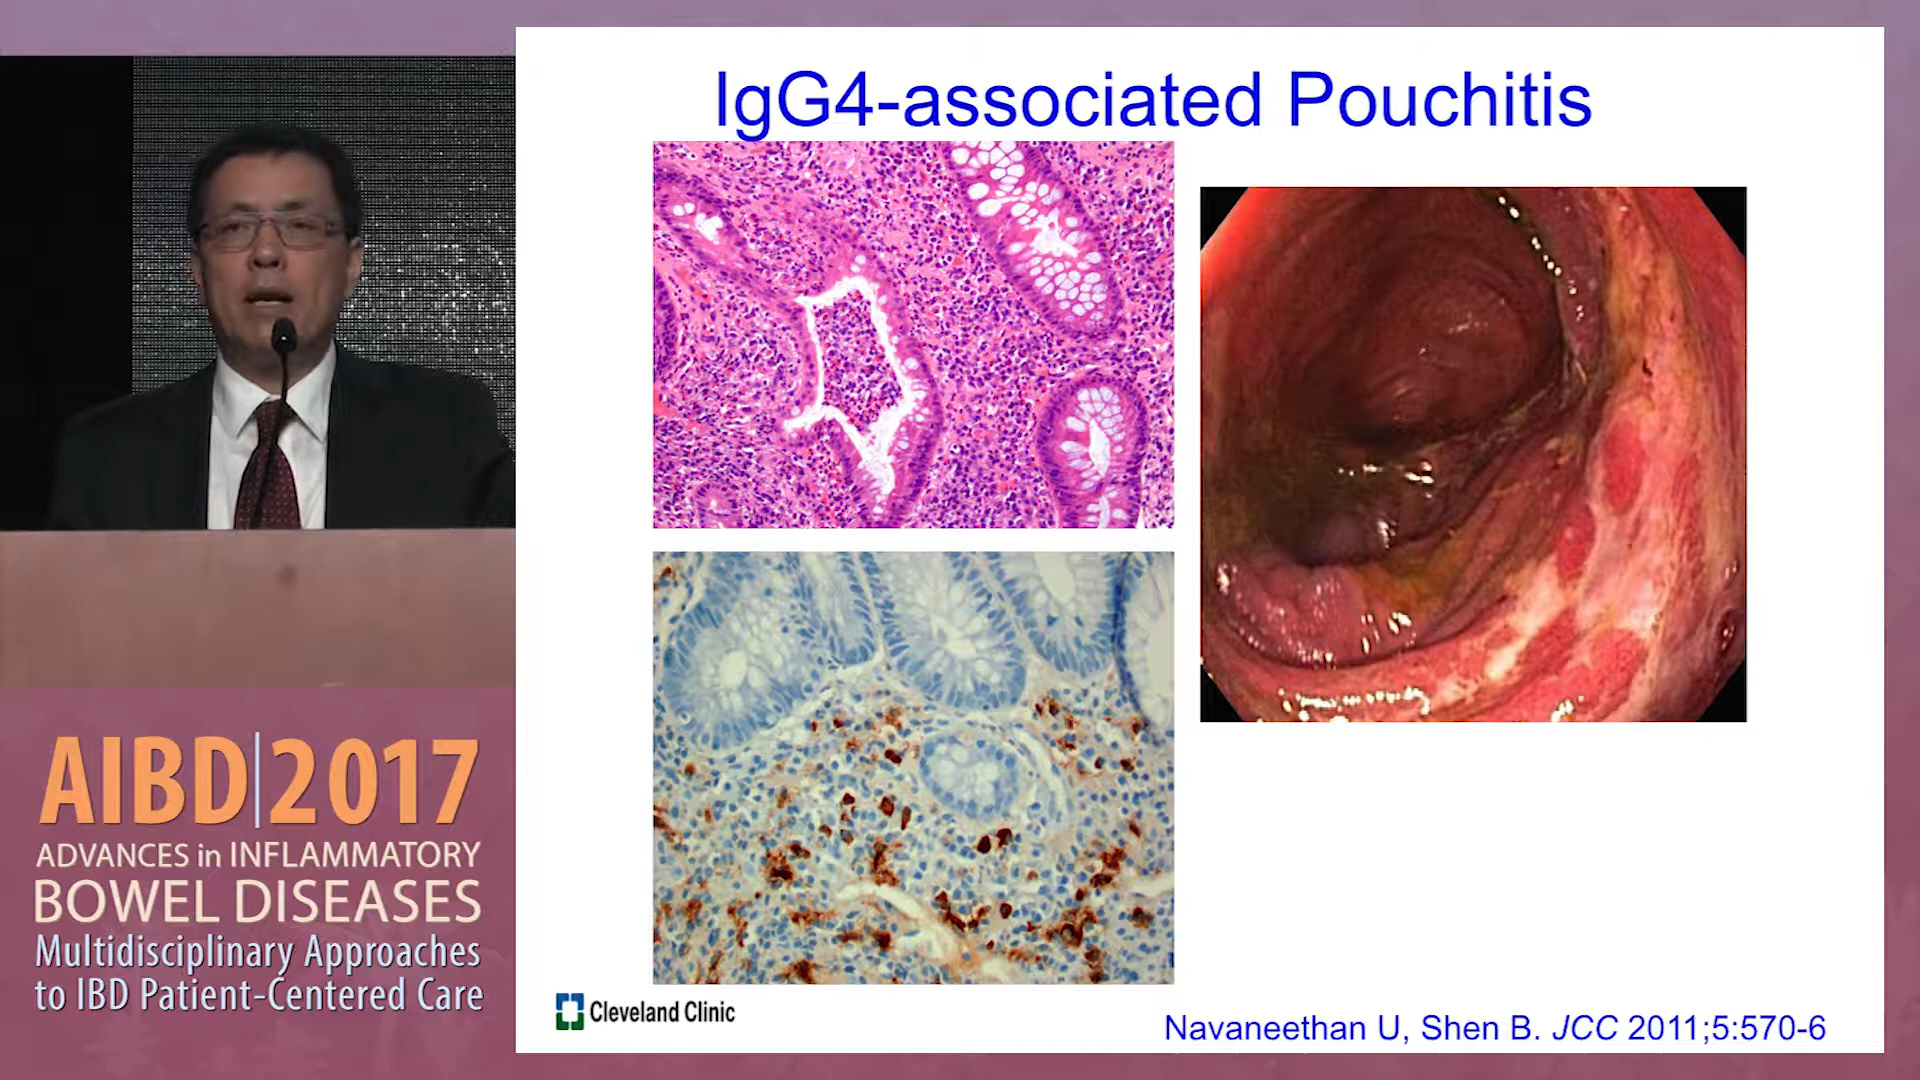 IgG4-associated Pouchitis
AIBD|2017
ADVANCES in INFLAMMATORY
BOWEL DISEASES
Multidisciplinary Approaches
to IBD Patient-Centered Care
Cleveland Clinic
Navaneethan U, Shen B. JCC 2011;5:570-6